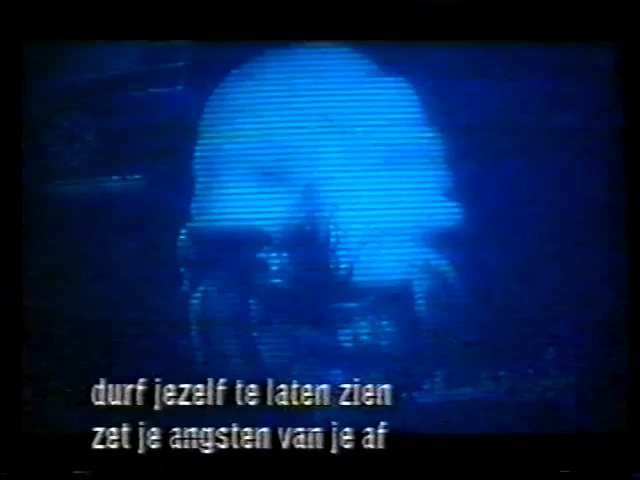 durf jezelf te laten zien
zet je angsten van je af